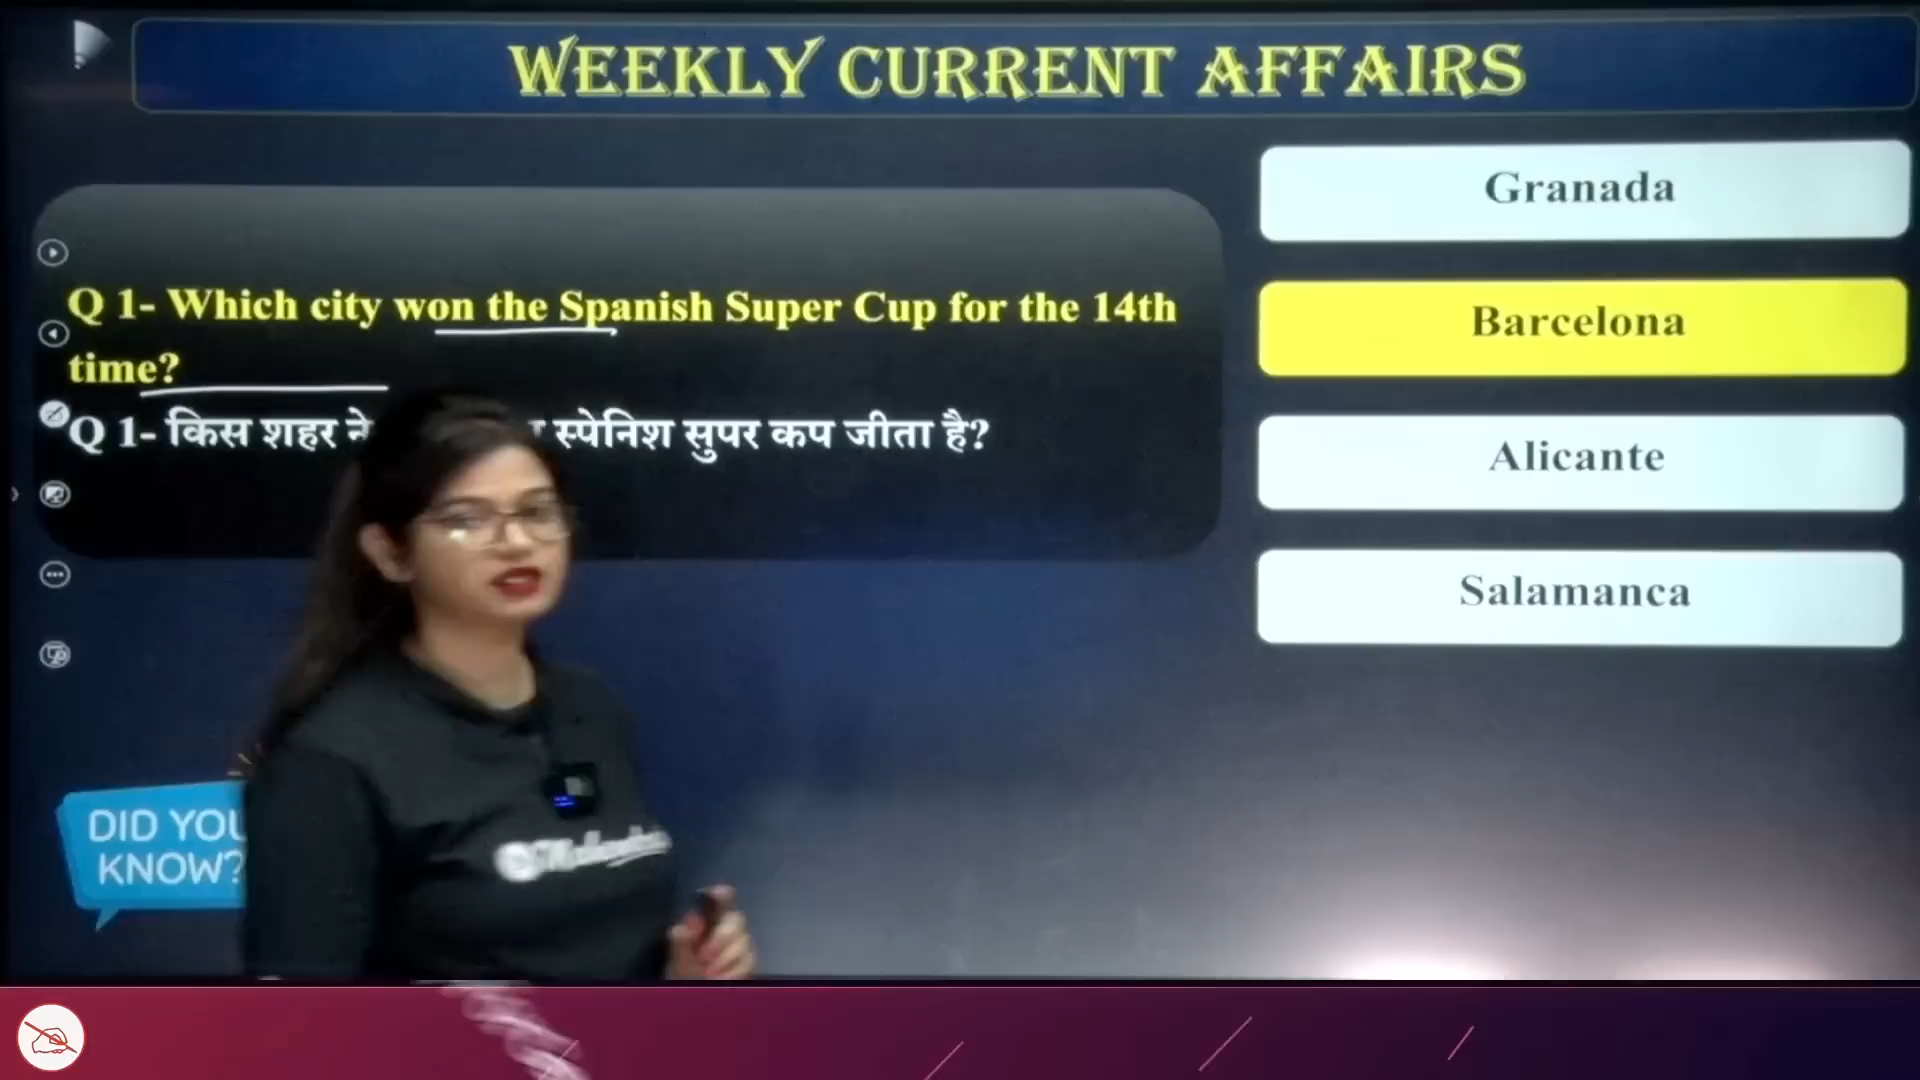 WEEKLY CURRENT AFFAIRS
Q 1- Which city won the Spanish Super Cup for the 14th
time?
Q 1- किस शहर ने स्पेनिश सुपर कप जीता है?
Granada
Barcelona
Alicante
Salamanca
DID YOU
KNOW?